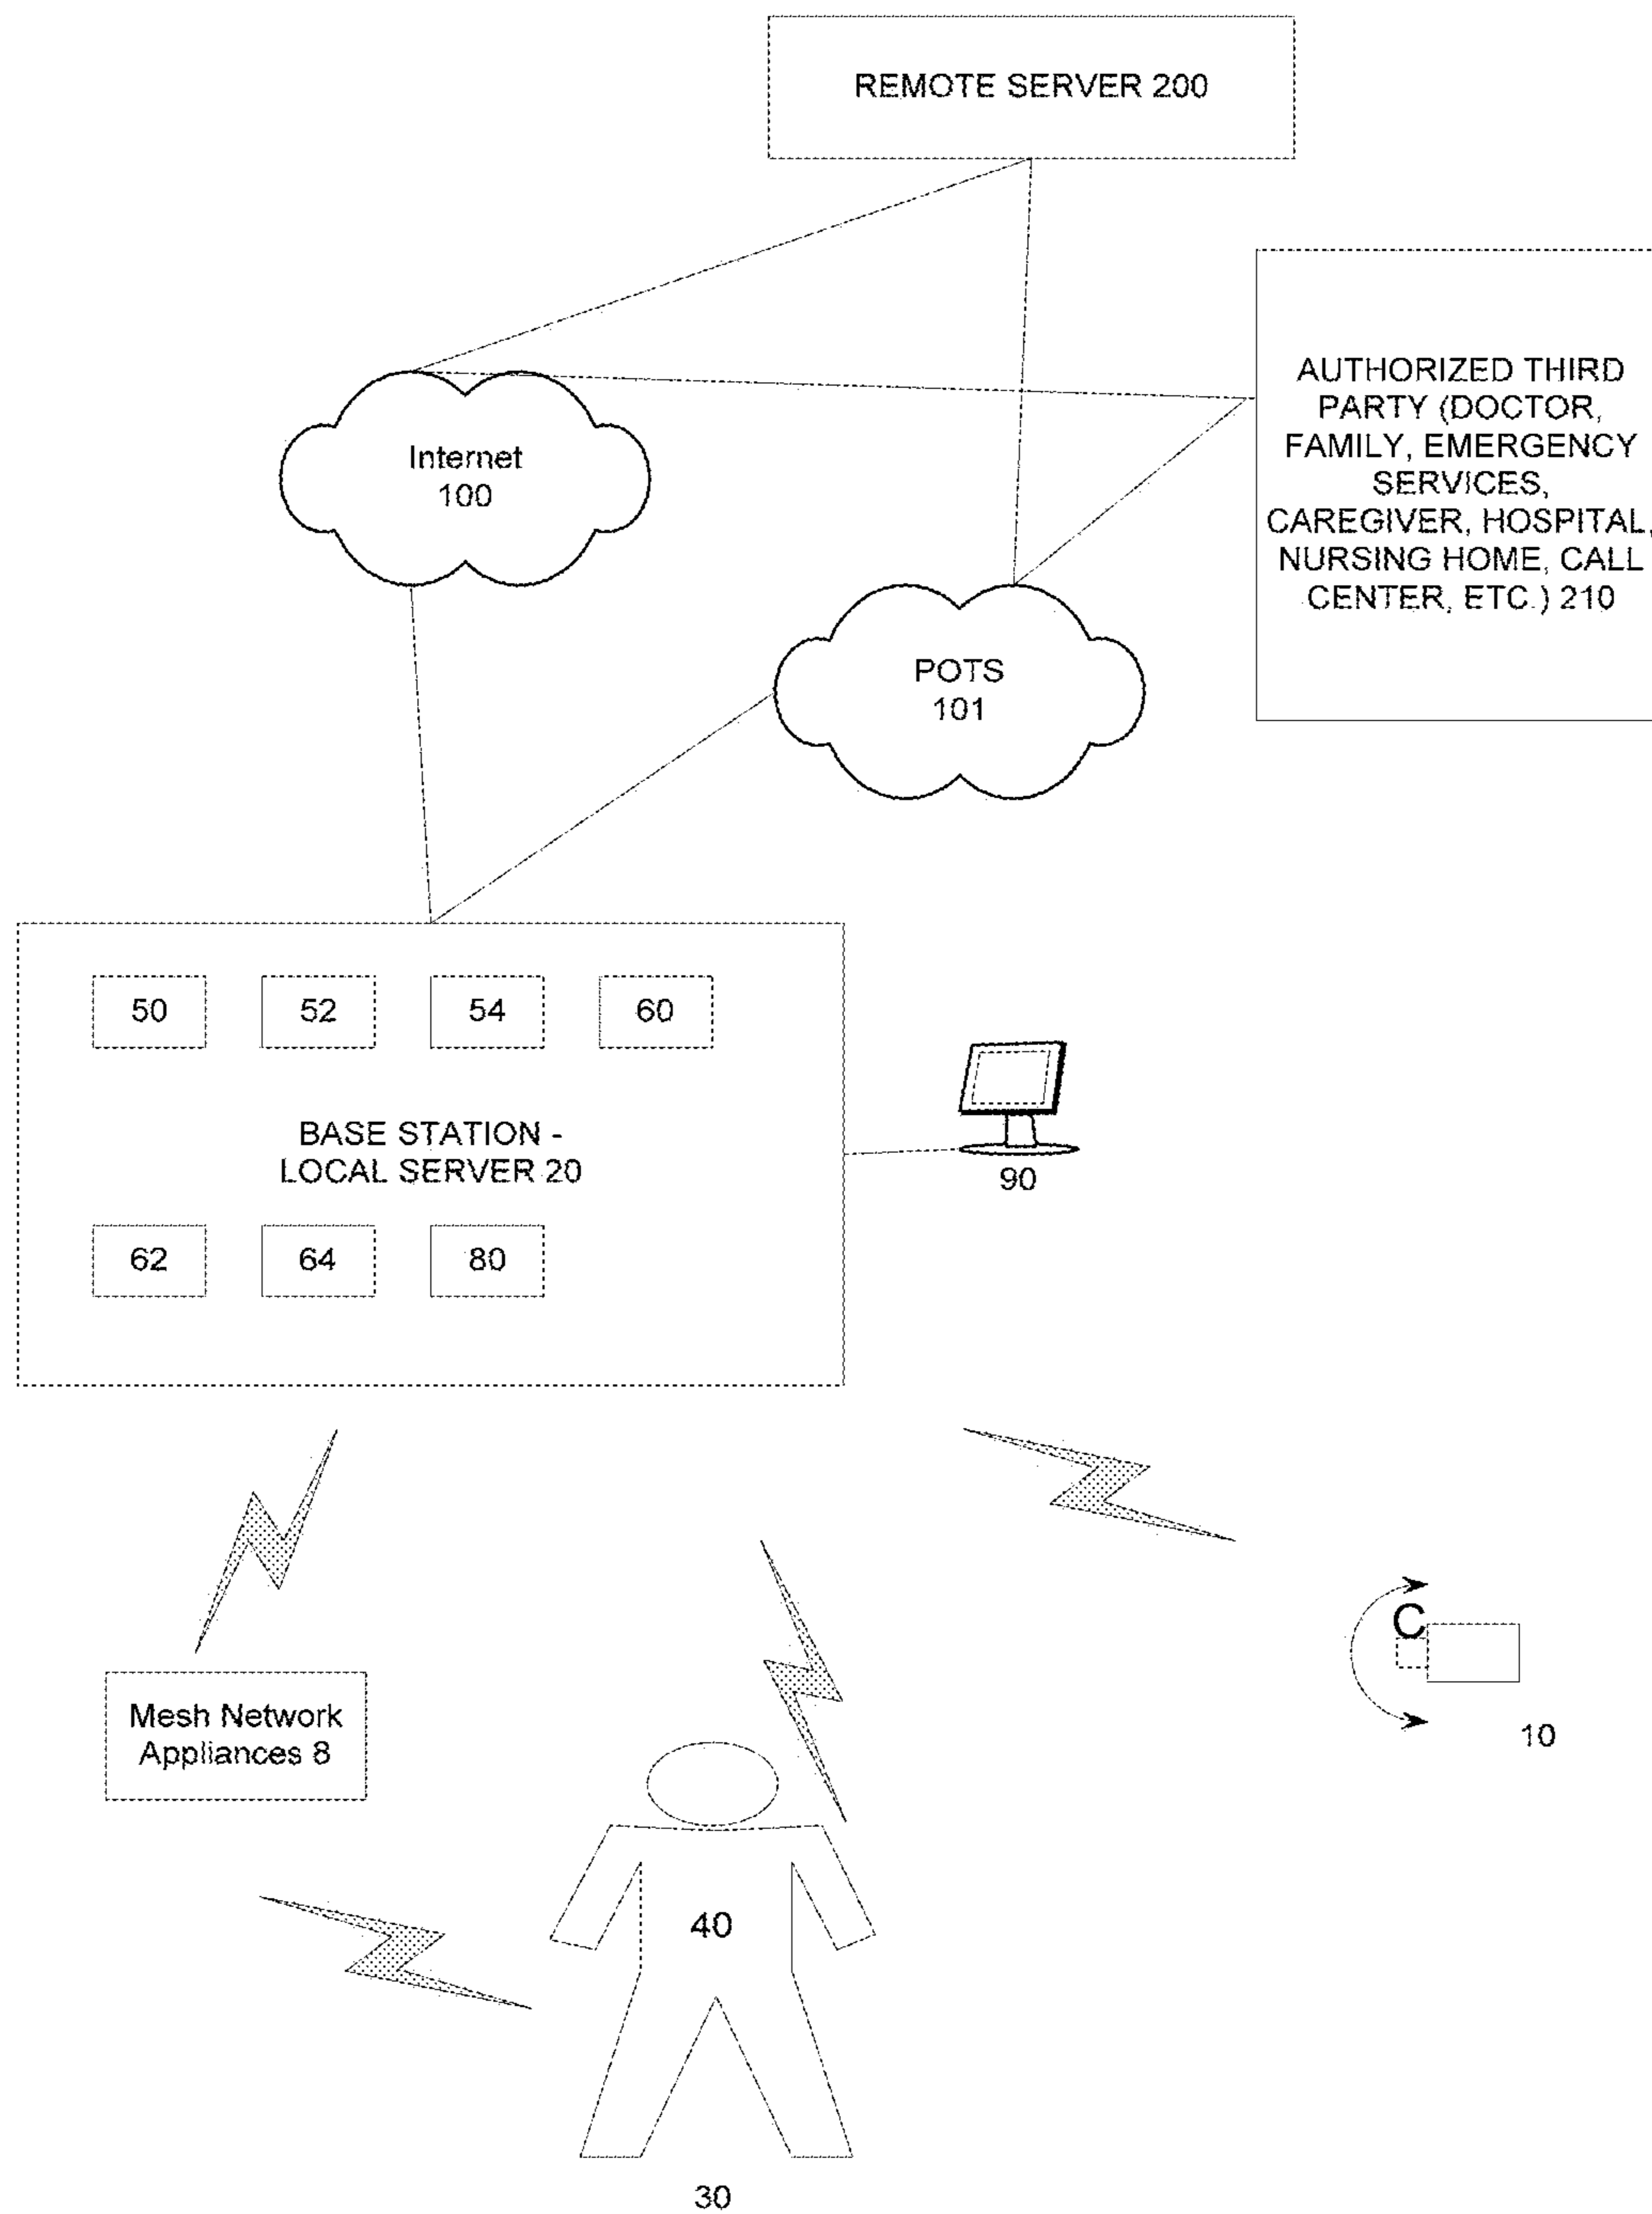 REMOTE SERVER 200
AUTHORIZED THIRD
PARTY (DOCTOR,
FAMILY, EMERGENCY
SERVICES,
CAREGIVER, HOSPITAL,
NURSING HOME, CALL
CENTER, ETC.) 210
Internet
100
POTS
101
50
52
54
60
BASE STATION -
LOCAL SERVER 20
62
64
80
90
Mesh Network
Appliances 8
C
10
40
30